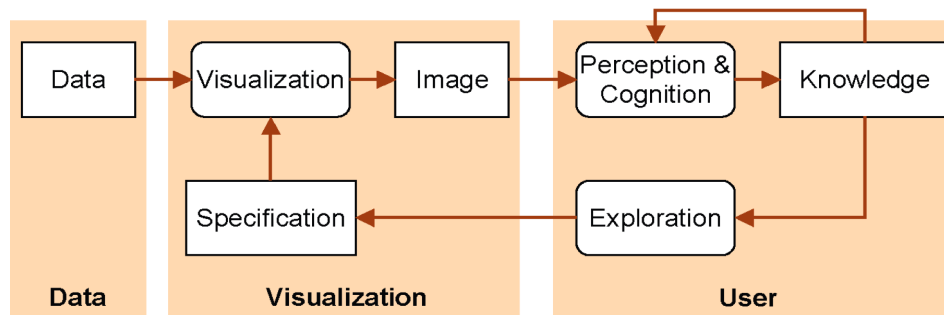 Data
Visualization
Image
Perception &
Cognition
Knowledge
Specification
Exploration
Data
Visualization
User